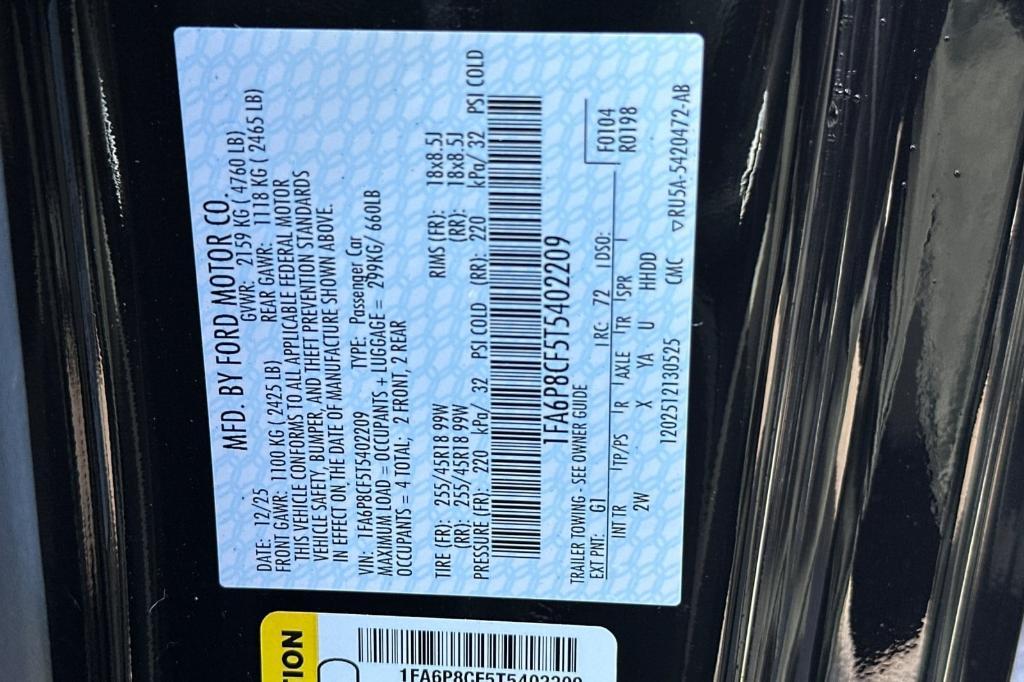 MFD. BY FORD MOTOR CO.
DATE: 12/25 GVWR: 2159 KG ( 4760 LB)
FRONT GAWR: 1100 KG ( 2425 LB) REAR GAWR: 1118 KG ( 2465 LB)
THIS VEHICLE CONFORMS TO ALL APPLICABLE FEDERAL MOTOR
VEHICLE SAFETY, BUMPER, AND THEFT PREVENTION STANDARDS
IN EFFECT ON THE DATE OF MANUFACTURE SHOWN ABOVE.
VIN: 1FA6P8CF5T5402209 TYPE: Passenger Car
MAXIMUM LOAD = OCCUPANTS + LUGGAGE = 299KG/ 660LB
OCCUPANTS = 4 TOTAL; 2 FRONT, 2 REAR
TIRE (FR): 255/45R18 99W RIMS (FR): 18x8.5J
(RR): 255/45R18 99W (RR): 18x8.5J
PRESSURE (FR): 220 kPa/ 32 PSI COLD (RR): 220 kPa/ 32 PSI COLD
1FA6P8CF5T5402209
TRAILER TOWING - SEE OWNER GUIDE
EXT PNT: G1 RC: 72 DSO: F0104
R0198
INT TR TP/PS R AXLE TR SPR
2W X YA U HHDD
12025121 30525 CMC ▽RU5A-5420472-AB
TION
1FA6P8CF5T5402209